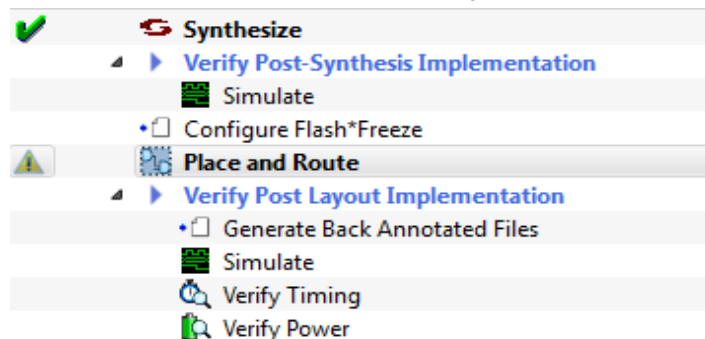 Synthesize
Verify Post-Synthesis Implementation
Simulate
Configure Flash*Freeze
Place and Route
Verify Post Layout Implementation
Generate Back Annotated Files
Simulate
Verify Timing
Verify Power